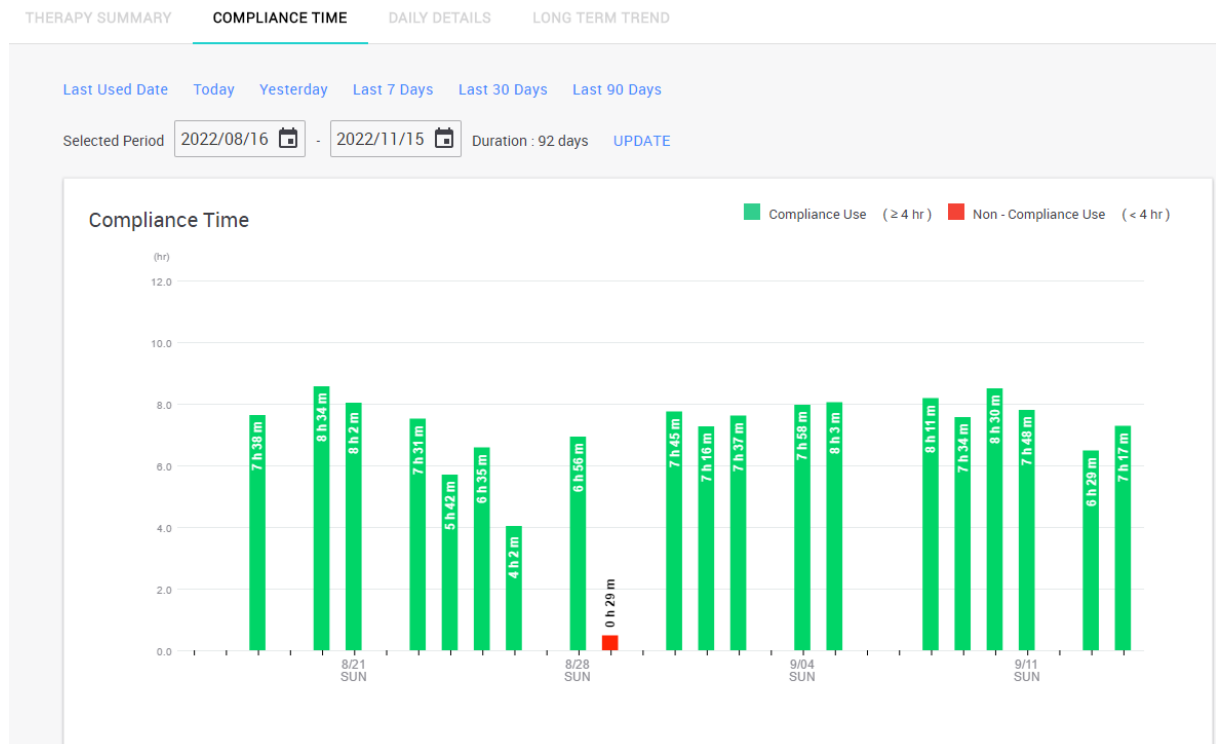 THERAPY SUMMARY COMPLIANCE TIME DAILY DETAILS LONG TERM TREND
Last Used Date Today Yesterday Last 7 Days Last 30 Days Last 90 Days
Selected Period 2022/08/16 - 2022/11/15 Duration : 92 days UPDATE
Compliance Time
Compliance Use ( ≥ 4 hr ) Non - Compliance Use ( < 4 hr )
(hr)
12.0
10.0
8.0
6.0
4.0
2.0
0.0
7 h 38 m
8 h 34 m
8 h 2 m
7 h 31 m
5 h 42 m
6 h 35 m
4 h 2 m
6 h 56 m
0 h 29 m
7 h 45 m
7 h 16 m
7 h 37 m
7 h 58 m
8 h 3 m
8 h 11 m
7 h 34 m
8 h 30 m
7 h 48 m
6 h 29 m
7 h 17 m
8/21 8/28 9/04 9/11
SUN SUN SUN SUN